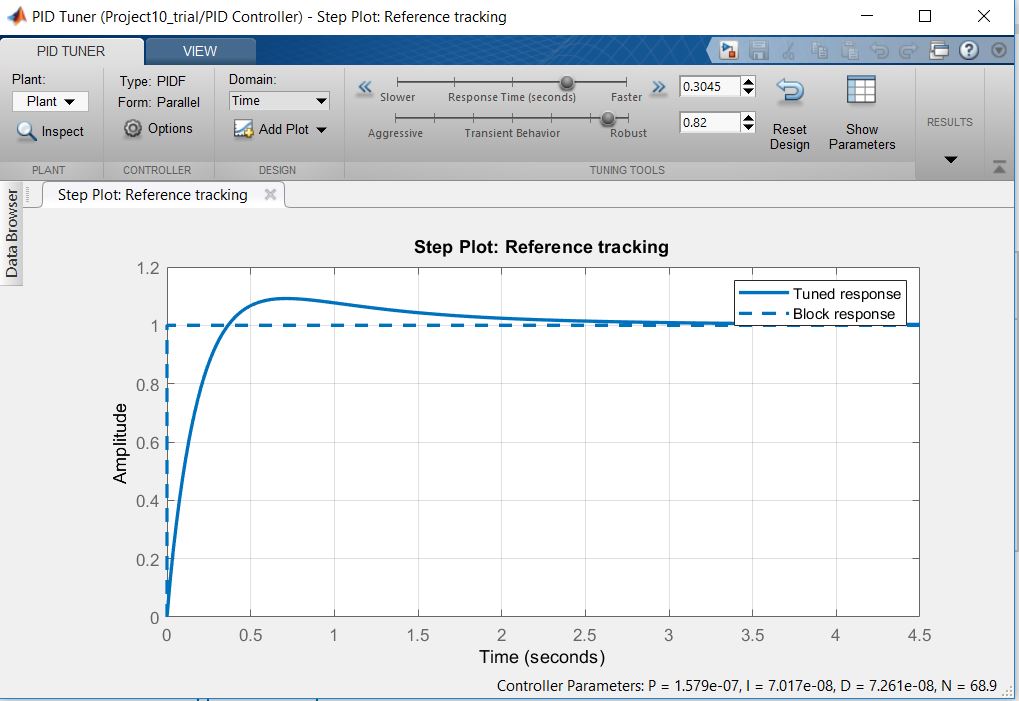 PID Tuner (Project10_trial/PID Controller) - Step Plot: Reference tracking
PID TUNER VIEW
Plant:
Plant
Inspect
PLANT
Type: PIDF
Form: Parallel
Options
CONTROLLER
Domain:
Time
Add Plot
DESIGN
Slower Response Time (seconds) Faster
0.3045
Aggressive Transient Behavior Robust
0.82
Reset
Design
Show
Parameters
TUNING TOOLS
RESULTS
Data Browser
Step Plot: Reference tracking
Step Plot: Reference tracking
Tuned response
Block response
1.2
1
0.8
0.6
0.4
0.2
0
Amplitude
0 0.5 1 1.5 2 2.5 3 3.5 4 4.5
Time (seconds)
Controller Parameters: P = 1.579e-07, I = 7.017e-08, D = 7.261e-08, N = 68.9